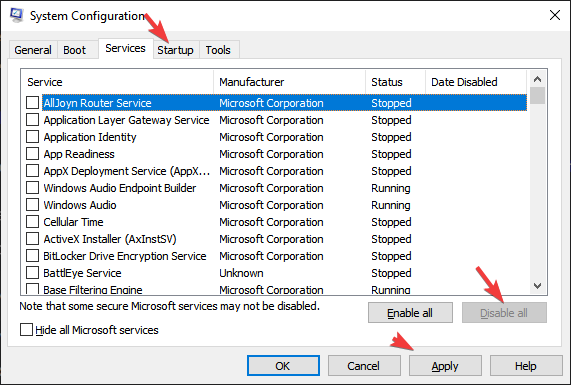 System Configuration
General Boot Services Startup Tools
Service Manufacturer Status Date Disabled
AllJoyn Router Service Microsoft Corporation Stopped
Application Layer Gateway Service Microsoft Corporation Stopped
Application Identity Microsoft Corporation Stopped
App Readiness Microsoft Corporation Stopped
AppX Deployment Service (AppX... Microsoft Corporation Stopped
Windows Audio Endpoint Builder Microsoft Corporation Running
Windows Audio Microsoft Corporation Running
Cellular Time Microsoft Corporation Stopped
ActiveX Installer (AxInstSV) Microsoft Corporation Stopped
BitLocker Drive Encryption Service Microsoft Corporation Stopped
BattlEye Service Unknown Stopped
Base Filtering Engine Microsoft Corporation Running
Note that some secure Microsoft services may not be disabled.
Enable all Disable all
Hide all Microsoft services
OK Cancel Apply Help